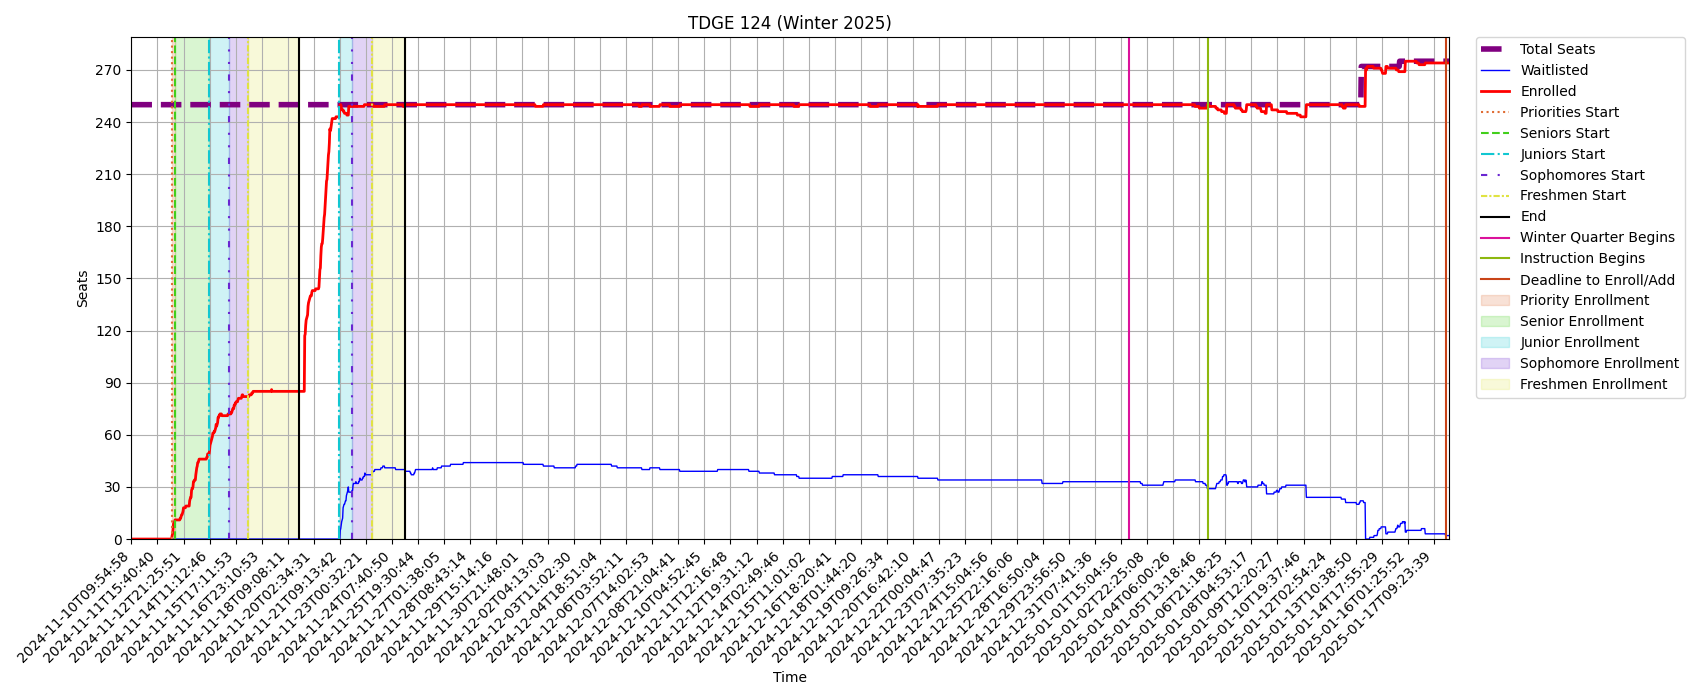 TDGE 124 (Winter 2025)
Seats
270
240
210
180
150
120
90
60
30
0
2024-11-10T09:54:58
2024-11-11T15:40:40
2024-11-12T21:25:51
2024-11-14T11:12:46
2024-11-15T17:11:53
2024-11-16T23:10:53
2024-11-18T09:08:11
2024-11-20T02:34:31
2024-11-21T09:13:42
2024-11-23T00:32:21
2024-11-24T07:40:50
2024-11-25T19:30:44
2024-11-27T01:38:05
2024-11-28T08:43:14
2024-11-29T15:14:16
2024-11-30T21:48:01
2024-12-02T04:13:03
2024-12-03T11:02:30
2024-12-04T18:51:04
2024-12-06T03:52:11
2024-12-07T14:02:53
2024-12-08T21:04:41
2024-12-10T04:52:45
2024-12-11T12:16:48
2024-12-12T19:31:12
2024-12-14T02:49:46
2024-12-15T11:01:02
2024-12-16T18:20:41
2024-12-18T01:44:20
2024-12-19T09:26:34
2024-12-20T16:42:10
2024-12-22T00:04:47
2024-12-23T07:35:23
2024-12-24T15:04:56
2024-12-25T22:16:06
2024-12-28T16:50:04
2024-12-29T23:56:50
2024-12-31T07:41:36
2025-01-01T15:04:56
2025-01-02T22:25:08
2025-01-04T06:00:26
2025-01-05T13:18:46
2025-01-06T21:18:25
2025-01-08T04:53:17
2025-01-09T12:20:27
2025-01-10T19:37:46
2025-01-12T02:54:24
2025-01-13T10:38:50
2025-01-14T17:55:29
2025-01-16T01:25:52
2025-01-17T09:23:39
Time
Total Seats
Waitlisted
Enrolled
Priorities Start
Seniors Start
Juniors Start
Sophomores Start
Freshmen Start
End
Winter Quarter Begins
Instruction Begins
Deadline to Enroll/Add
Priority Enrollment
Senior Enrollment
Junior Enrollment
Sophomore Enrollment
Freshmen Enrollment